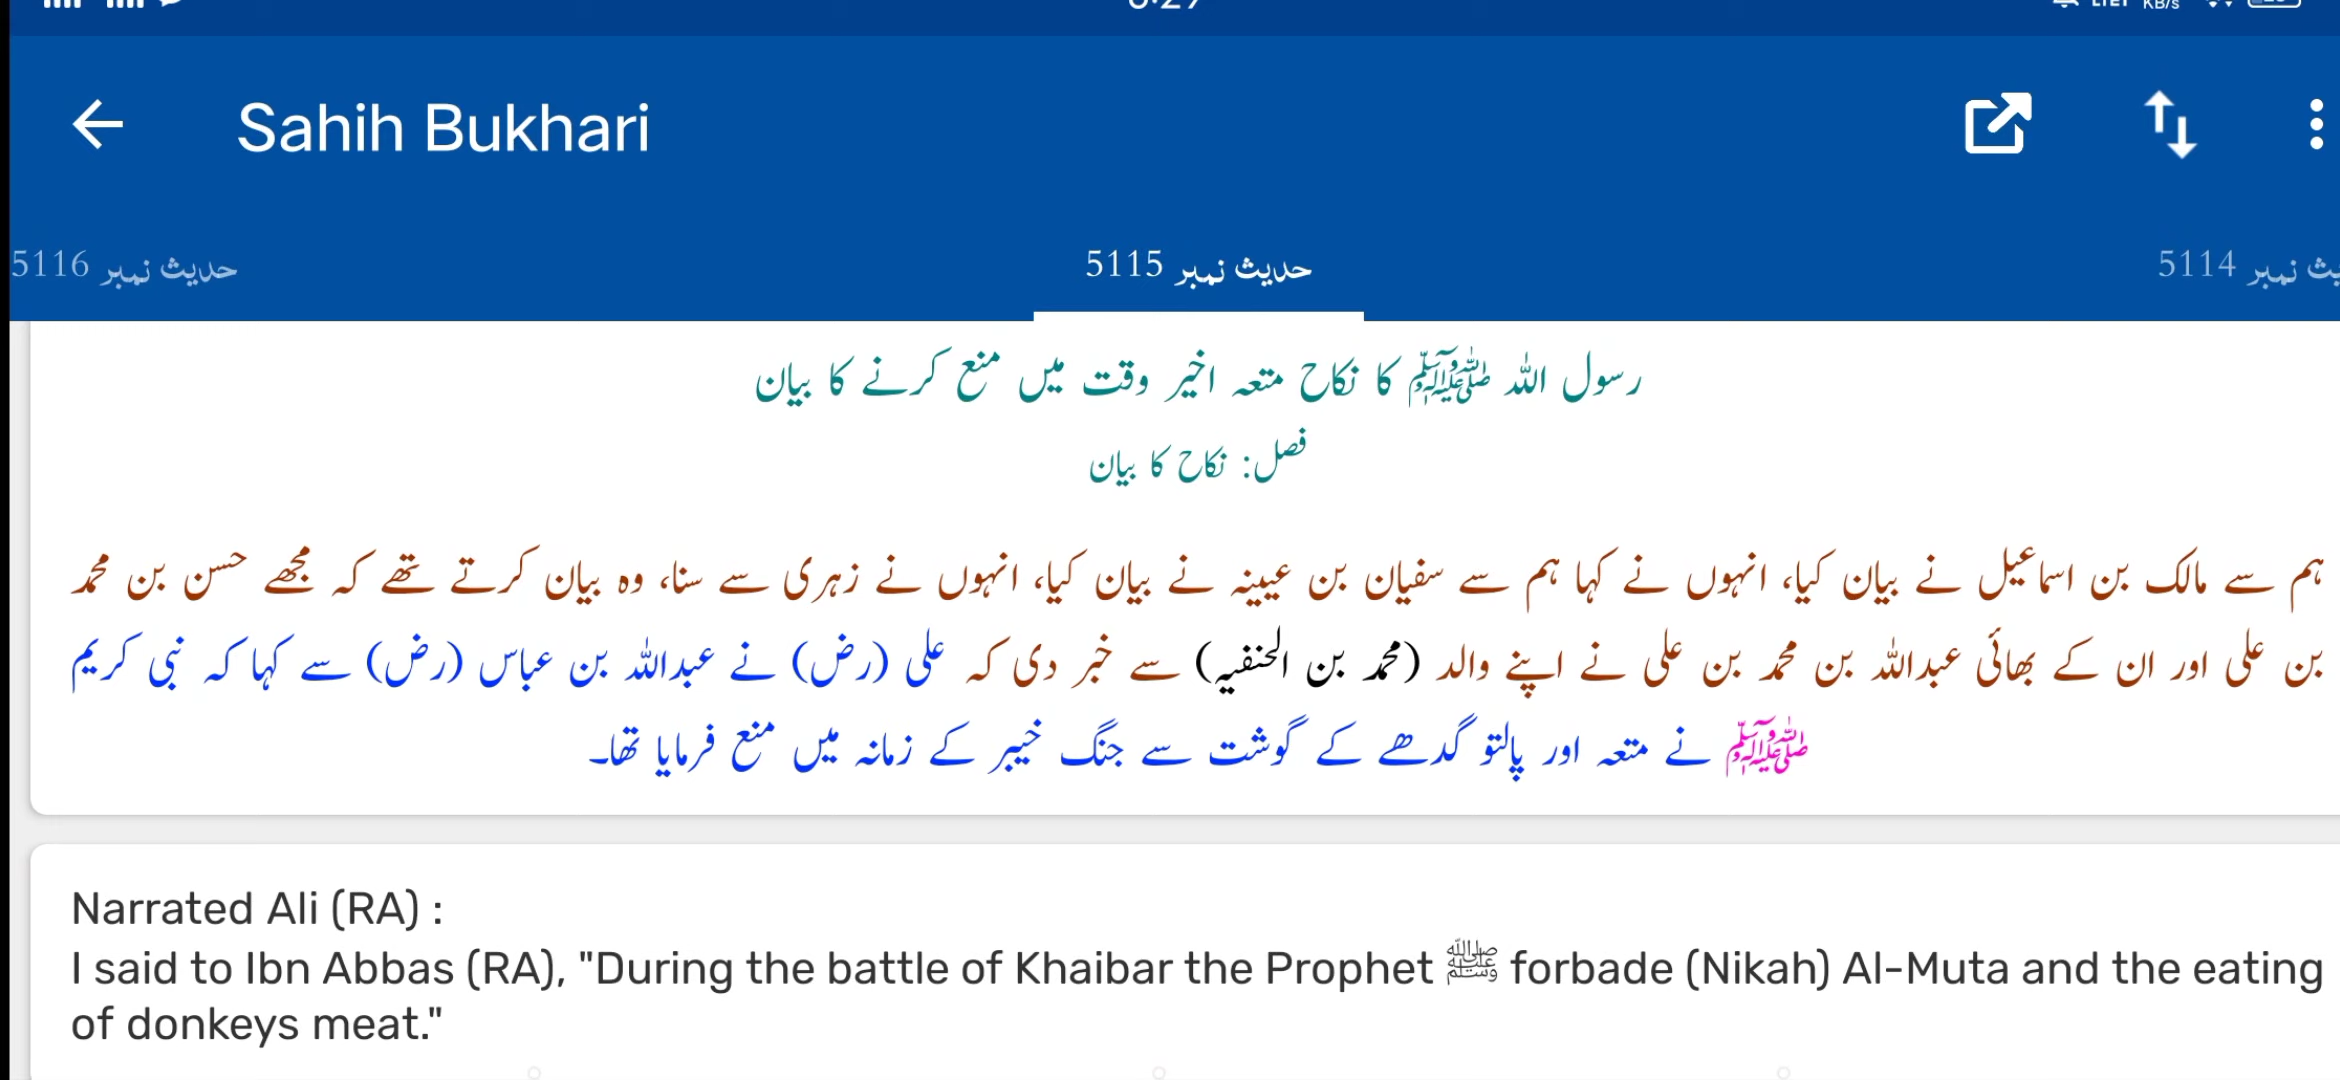 Sahih Bukhari
حدیث نمبر 5116
حدیث نمبر 5115
نمبر 5114
رسول اللہ ﷺ کا نکاح متعہ اخیر وقت میں منع کرنے کا بیان
فصل: نکاح کا بیان
ہم سے مالک بن اسماعیل نے بیان کیا، انہوں نے کہا ہم سے سفیان بن عیینہ نے بیان کیا، انہوں نے زہری سے سنا، وہ بیان کرتے تھے کہ مجھے حسن بن محمد
بن علی اور ان کے بھائی عبداللہ بن محمد بن علی نے اپنے والد (محمد بن الحنفیہ) سے خبر دی کہ علی (رض) نے عبداللہ بن عباس (رض) سے کہا کہ نبی کریم
ﷺ نے متعہ اور پالتو گدھے کے گوشت سے جنگ خیبر کے زمانہ میں منع فرمایا تھا۔
Narrated Ali (RA) :
I said to Ibn Abbas (RA), "During the battle of Khaibar the Prophet ﷺ forbade (Nikah) Al-Muta and the eating
of donkeys meat."